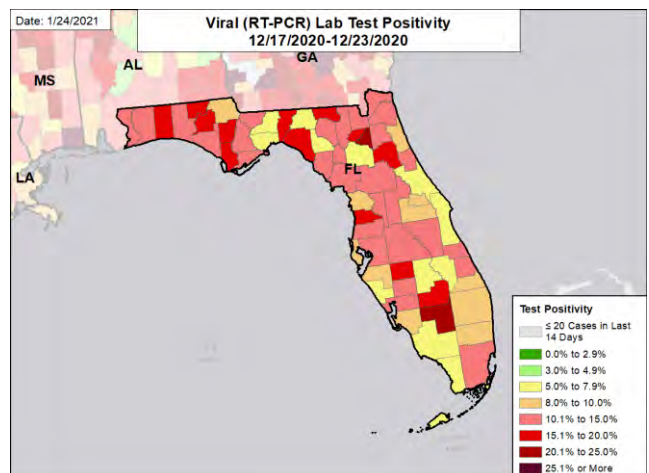 Date: 1/24/2021
Viral (RT-PCR) Lab Test Positivity
12/17/2020-12/23/2020
GA
AL
MS
LA
FL
Test Positivity
≤ 20 Cases in Last
14 Days
0.0% to 2.9%
3.0% to 4.9%
5.0% to 7.9%
8.0% to 10.0%
10.1% to 15.0%
15.1% to 20.0%
20.1% to 25.0%
25.1% or More